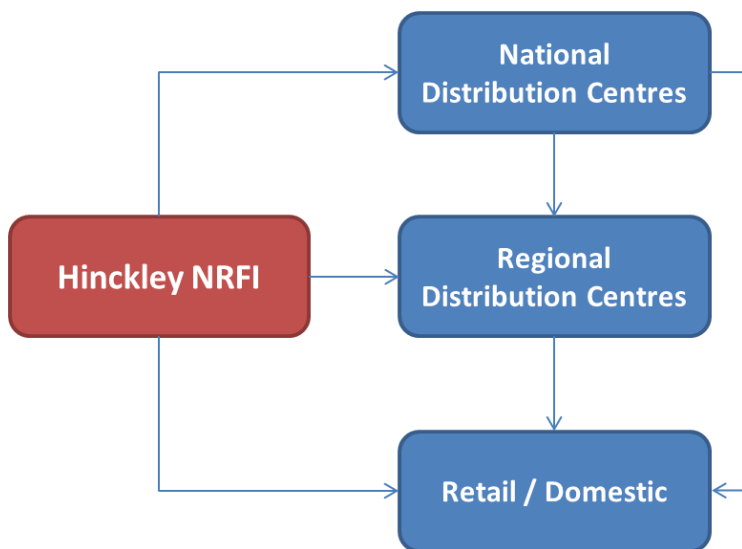 National
Distribution Centres
Hinckley NRFI
Regional
Distribution Centres
Retail / Domestic